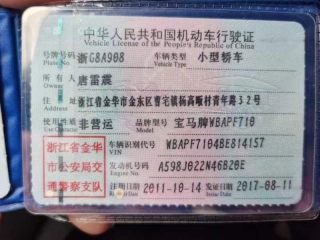 中华人民共和国机动车行驶证
Vehicle License of the People's Republic of China
号牌号码 浙G8A908 车辆类型 小型轿车
Plate No. Vehicle Type
所有人 唐雷震
Owner
住址 浙江省金华市金东区曹宅镇杨高畈村青年路32号
使用性质 非营运 品牌型号 宝马牌WBAPF710
Use Character
浙江省金华
市公安局交
通警察支队
车辆识别代号 WBAPF7104BE814157
VIN
发动机号码 A598J022N46B20E
Engine No.
注册日期 2011-10-14 发证日期 2017-08-11